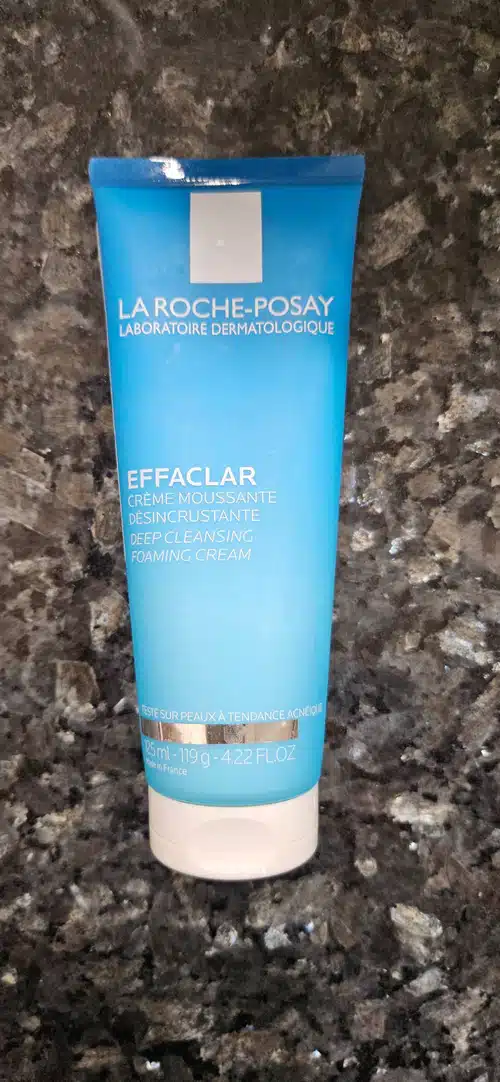 LA ROCHE-POSAY
LABORATOIRE DERMATOLOGIQUE
EFFACLAR
CRÈME MOUSSANTE
DÉSINCRUSTANTE
DEEP CLEANSING
FOAMING CREAM
TESTÉ SUR PEAUX À TENDANCE ACNÉIQUE
125 ml - 119 g - 4.22 FL.OZ
Made in France